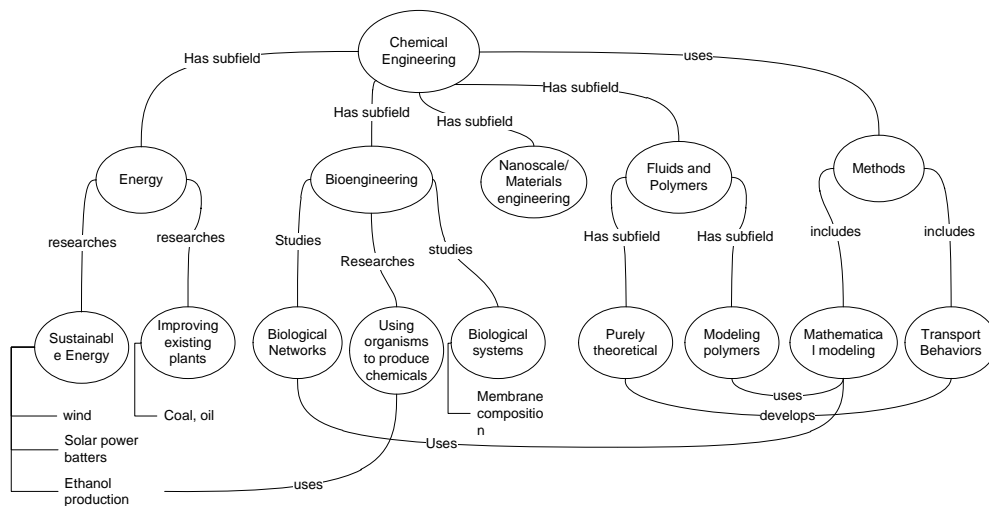 Chemical
Engineering
Has subfield
uses
Has subfield
Has subfield
Has subfield
Energy
Bioengineering
Nanoscale/
Materials
engineering
Fluids and
Polymers
Methods
researches
researches
Studies
Researches
studies
Has subfield
Has subfield
includes
includes
Sustainabl
e Energy
Improving
existing
plants
Biological
Networks
Using
organisms
to produce
chemicals
Biological
systems
Purely
theoretical
Modeling
polymers
Mathematica
l modeling
Transport
Behaviors
wind
Solar power
batters
Ethanol
production
Coal, oil
Membrane
compositio
n
uses
develops
Uses
uses